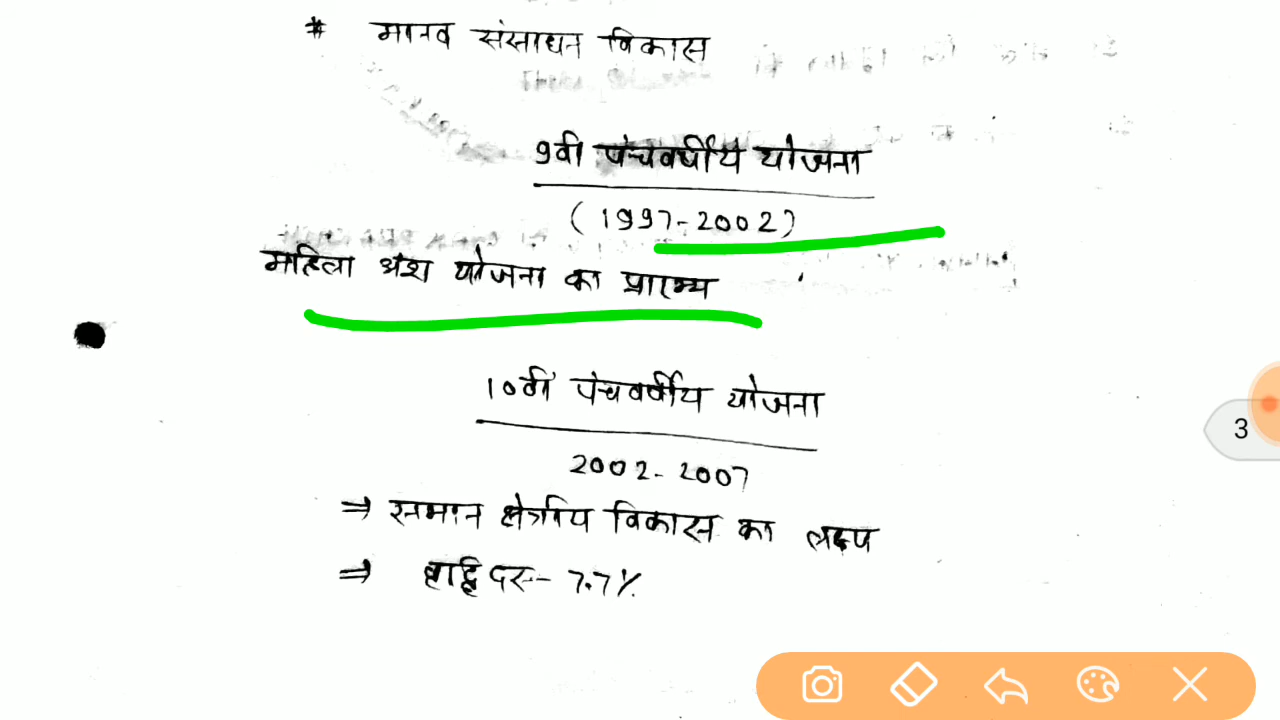 * मानव संसाधन विकास
9वी पंचवर्षीय योजना
(1997-2002)
महिला अंश योजना का प्रारम्भ
10वीं पंचवर्षीय योजना
2002-2007
⇒ समान क्षेत्रीय विकास का लक्ष्य
⇒ वृद्धि दर- 7.7%
3